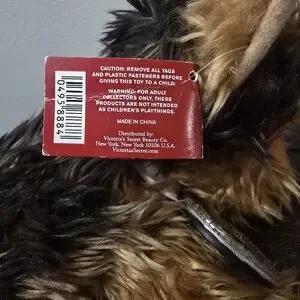 CAUTION: REMOVE ALL TAGS
AND PLASTIC FASTENERS BEFORE
GIVING THIS TOY TO A CHILD.
WARNING: FOR ADULT
COLLECTORS ONLY. THESE
PRODUCTS ARE NOT INTENDED
AS CHILDREN'S PLAYTHINGS.
MADE IN CHINA
Distributed by:
Victoria's Secret Beauty Co.
New York, New York 10106 U.S.A.
VictoriasSecret.com
04955884